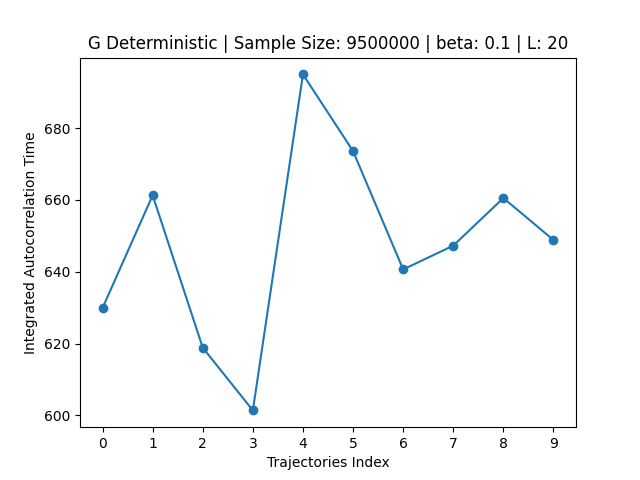 G Deterministic | Sample Size: 9500000 | beta: 0.1 | L: 20
Integrated Autocorrelation Time
680
660
640
620
600
0 1 2 3 4 5 6 7 8 9
Trajectories Index